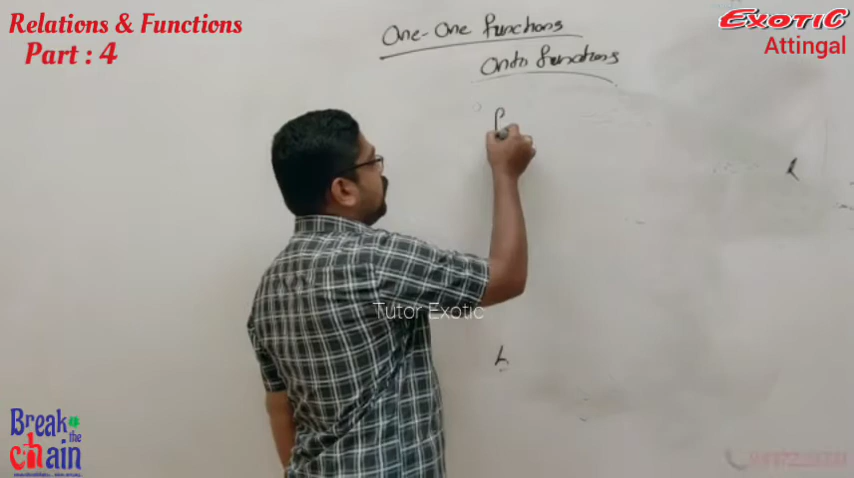 Relations & Functions
Part : 4
EXOTIC
Attingal
One-One functions
Onto functions
f
Tutor Exotic
Break
the
chain